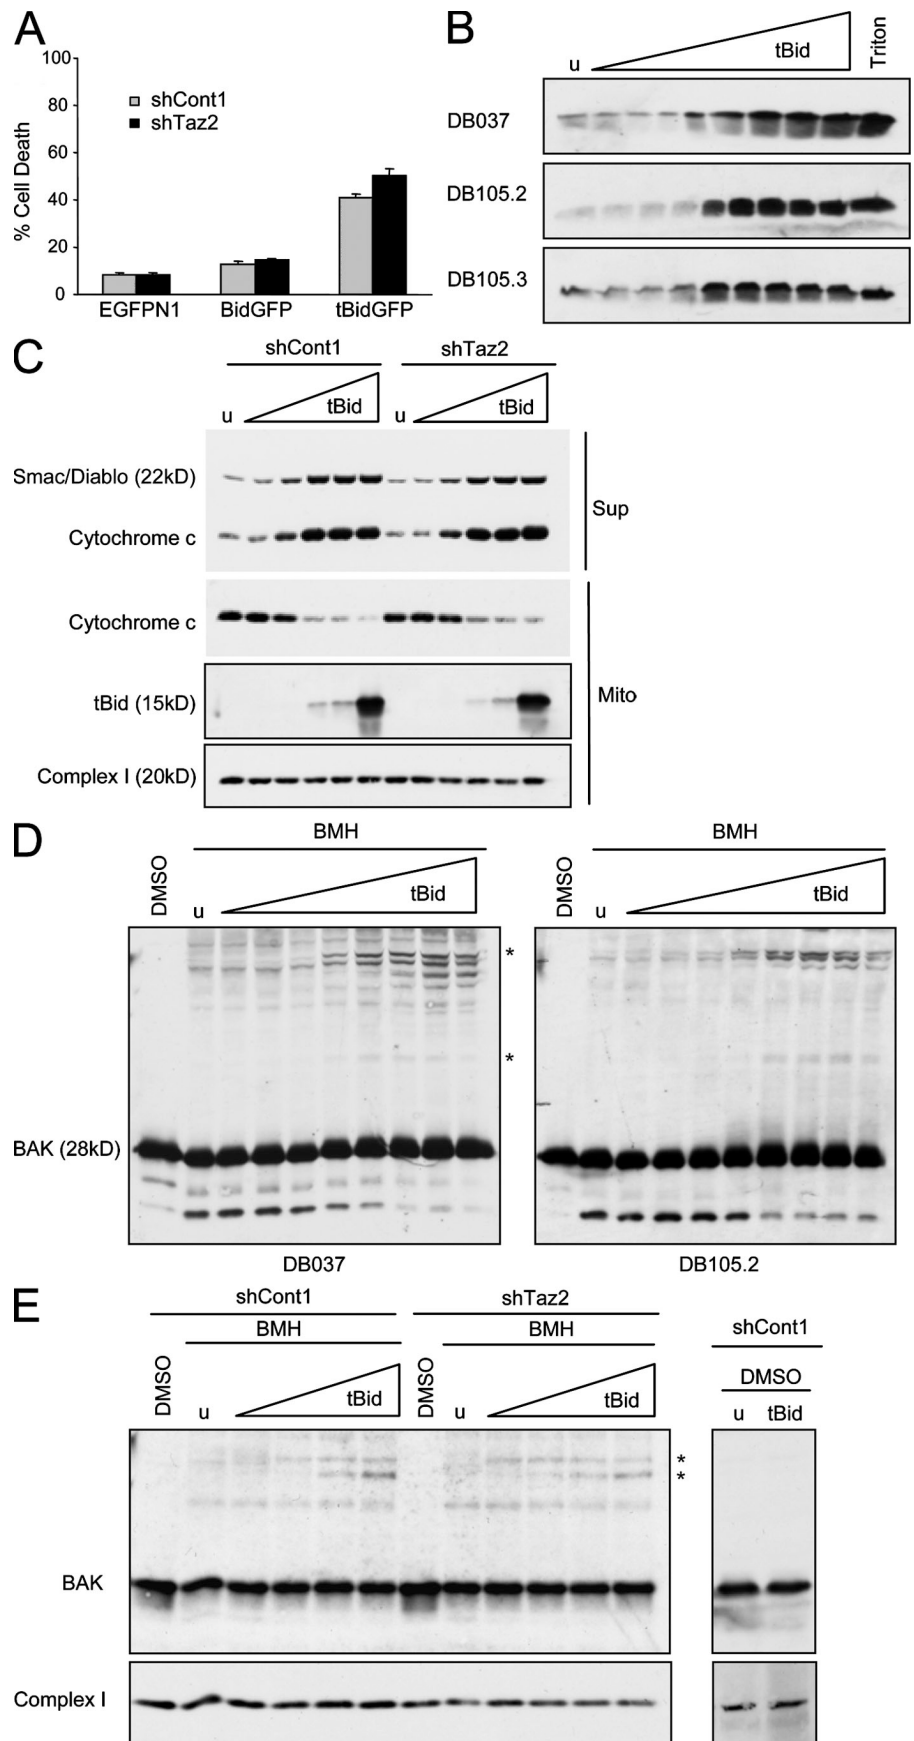 A
100
80
60
40
20
0
% Cell Death
shCont1
shTaz2
EGFPN1 BidGFP tBidGFP
B
u tBid Triton
DB037
DB105.2
DB105.3
C
shCont1 shTaz2
u tBid u tBid
Smac/Diablo (22kD)
Cytochrome c
Sup
Cytochrome c
tBid (15kD)
Complex I (20kD)
Mito
D
BMH BMH
DMSO u tBid DMSO u tBid
*
*
BAK (28kD)
DB037 DB105.2
E
shCont1 shTaz2 shCont1
BMH BMH DMSO
DMSO u tBid DMSO u tBid u tBid
*
*
BAK
Complex I